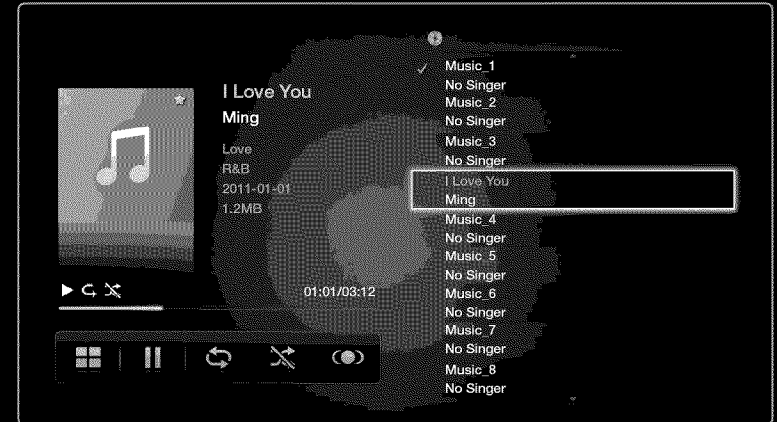 I Love You
Ming
Love
R&B
2011-01-01
1.2MB
01:01/03:12
Music_1
No Singer
Music_2
No Singer
Music_3
No Singer
I Love You
Ming
Music_4
No Singer
Music_5
No Singer
Music_6
No Singer
Music_7
No Singer
Music_8
No Singer